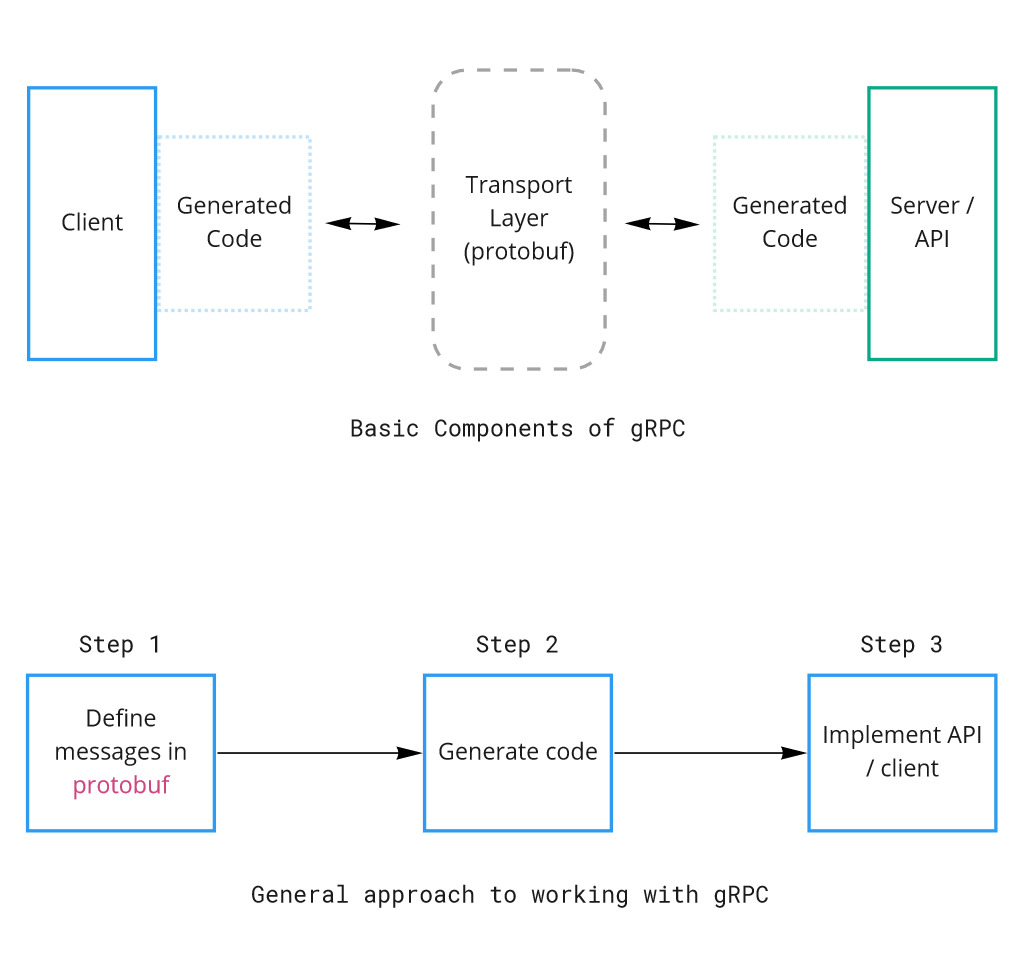 Client
Generated
Code
Transport
Layer
(protobuf)
Generated
Code
Server /
API
Basic Components of gRPC
Step 1
Define
messages in
protobuf
Step 2
Generate code
Step 3
Implement API
/ client
General approach to working with gRPC